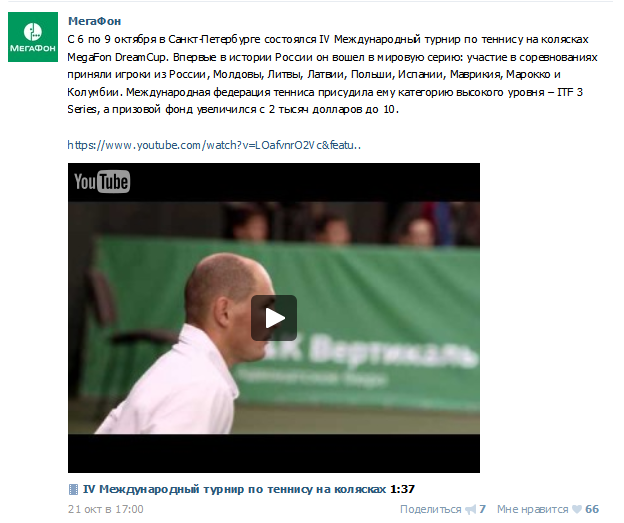 МегаФон
МЕГАФОН
С 6 по 9 октября в Санкт-Петербурге состоялся IV Международный турнир по теннису на колясках
MegaFon DreamCup. Впервые в истории России он вошел в мировую серию: участие в соревнованиях
приняли игроки из России, Молдовы, Литвы, Латвии, Польши, Испании, Маврикия, Марокко и
Колумбии. Международная федерация тенниса присудила ему категорию высокого уровня – ITF 3
Series, а призовой фонд увеличился с 2 тысяч долларов до 10.
https://www.youtube.com/watch?v=LOafvnrO2Vc&featu..
YouTube
К Вертикаль
IV Международный турнир по теннису на колясках 1:37
21 окт в 17:00
Поделиться 7 Мне нравится 66